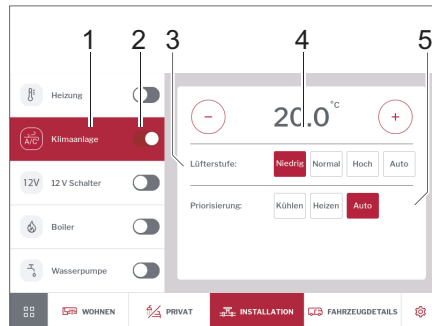 1 2 3 4 5
Heizung
− 20.0 °C +
A/C Klimaanlage
Lüfterstufe: Niedrig Normal Hoch Auto
12V 12 V Schalter
Priorisierung: Kühlen Heizen Auto
Boiler
Wasserpumpe
WOHNEN PRIVAT INSTALLATION FAHRZEUGDETAILS